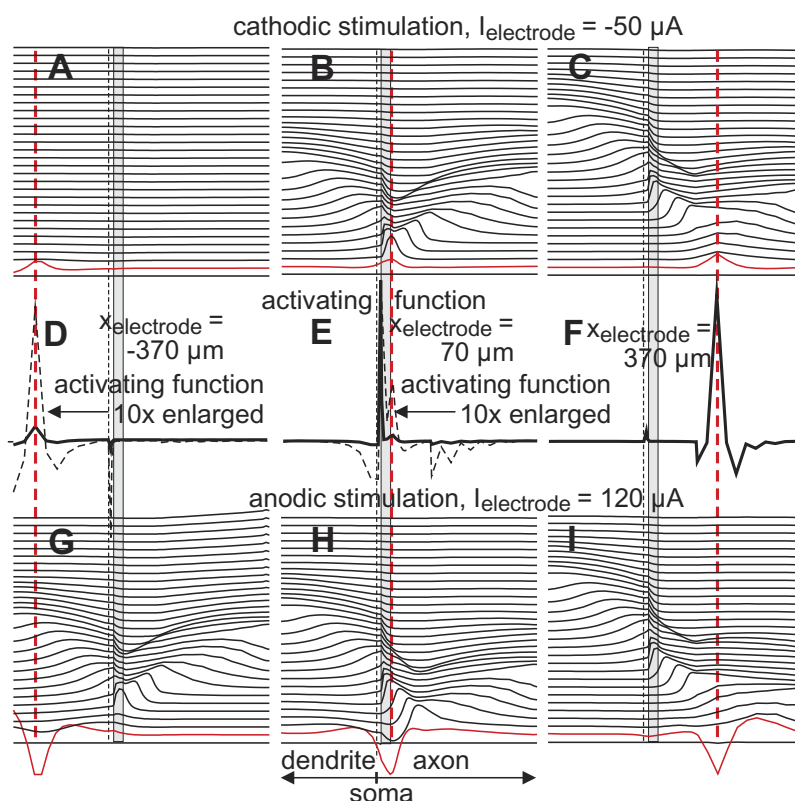 cathodic stimulation, Ielectrode = -50 µA
A
B
C
activating function
D
xelectrode =
-370 µm
activating function
10x enlarged
E
xelectrode =
70 µm
activating function
10x enlarged
F
xelectrode =
370 µm
anodic stimulation, Ielectrode = 120 µA
G
H
I
dendrite
axon
soma